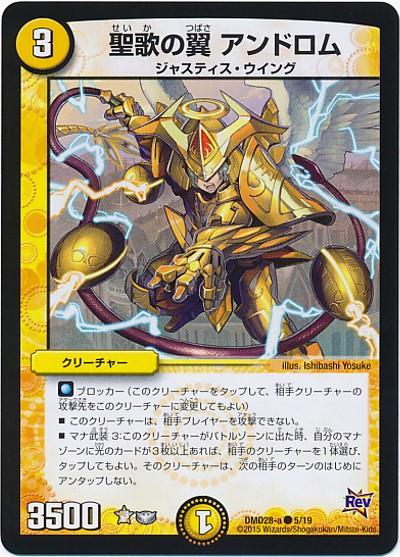 3
せいか つばさ
聖歌の翼 アンドロム
ジャスティス・ウイング
クリーチャー
illus. Ishibashi Yosuke
ブロッカー (このクリーチャーをタップして、相手クリーチャーの
攻撃先をこのクリーチャーに変更してもよい)
■ このクリーチャーは、相手プレイヤーを攻撃できない。
■ マナ武装 3:このクリーチャーがバトルゾーンに出た時、自分のマナ
ゾーンに光のカードが3枚以上あれば、相手のクリーチャーを1体選び、
タップしてもよい。そのクリーチャーは、次の相手のターンのはじめに
アンタップしない。
Rev
3500
1
DMD28-a ● 5/19
©2015 Wizards/Shogakukan/Mitsui-Kids